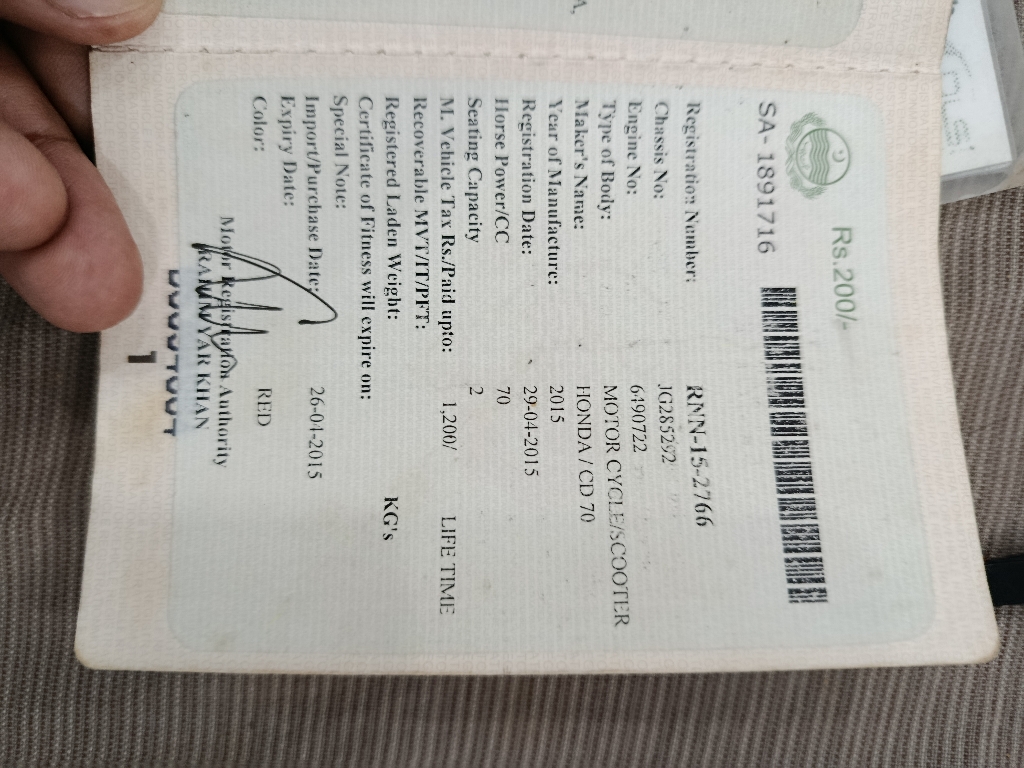 Rs.200/-
SA- 1891716
Registration Number: RNN-15-2766
Chassis No: JG285292
Engine No: 6490722
Type of Body: MOTOR CYCLE/SCOOTER
Maker's Name: HONDA / CD 70
Year of Manufacture: 2015
Registration Date: 29-04-2015
Horse Power/CC 70
Seating Capacity 2
M. Vehicle Tax Rs./Paid upto: 1,200/ LIFE TIME
Recoverable MVT/IT/PFT:
Registered Laden Weight: KG's
Certificate of Fitness will expire on:
Special Note:
Import/Purchase Date: 26-04-2015
Expiry Date:
Color: RED
Motor Registration Authority
RAHIM YAR KHAN
1